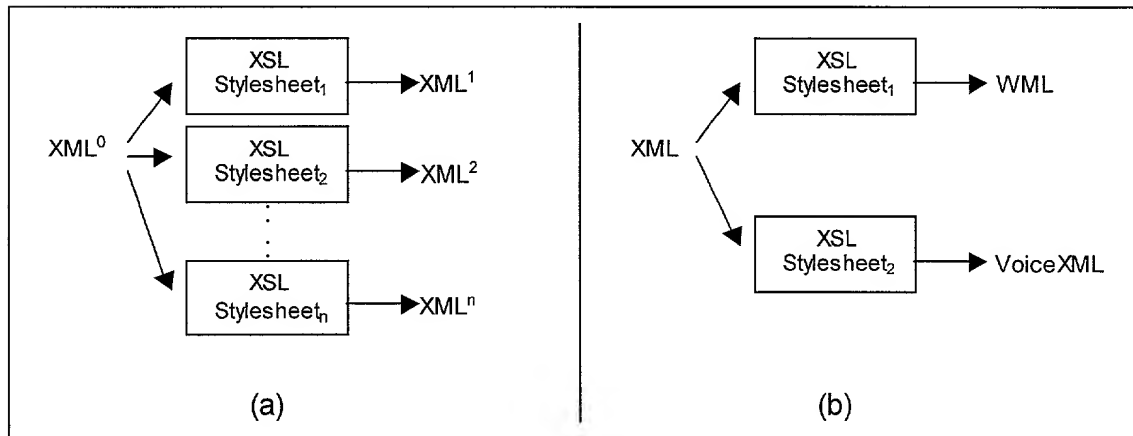 XSL
Stylesheet₁
XML¹
XML⁰
XSL
Stylesheet₂
XML²
XSL
Stylesheetₙ
XMLⁿ
(a)
XSL
Stylesheet₁
WML
XML
XSL
Stylesheet₂
VoiceXML
(b)